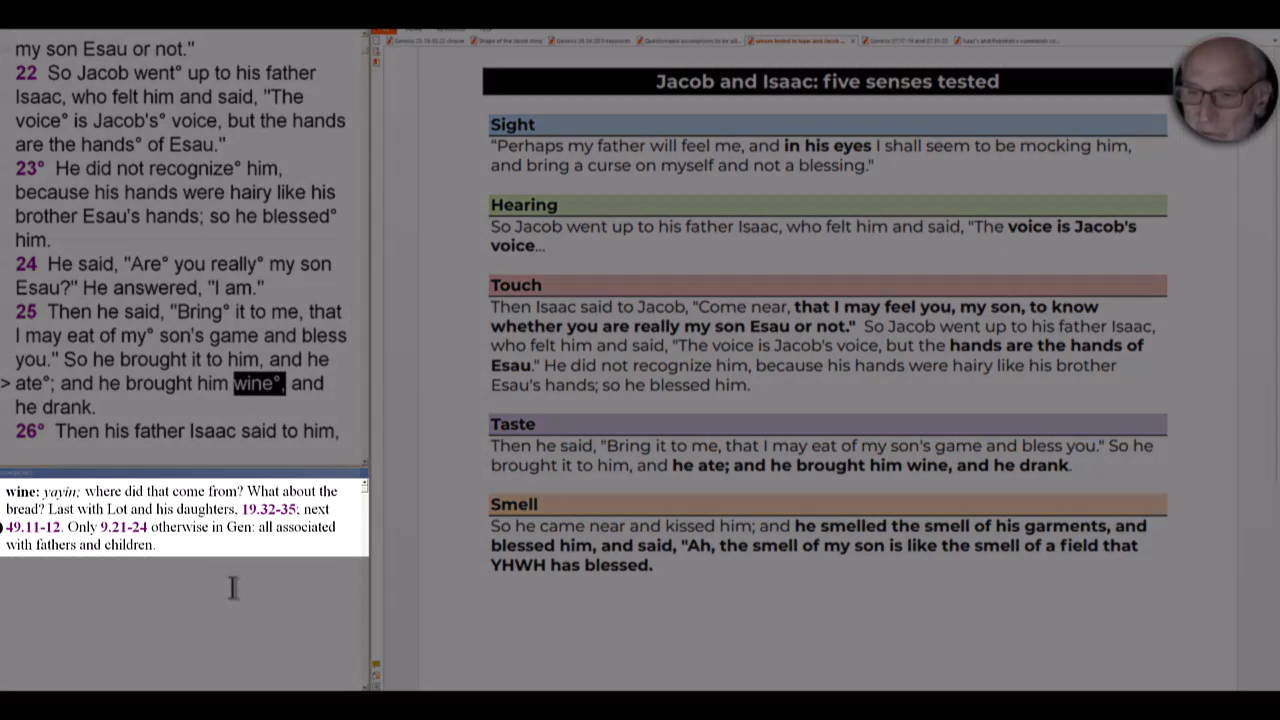 my son Esau or not."
22 So Jacob went° up to his father
Isaac, who felt him and said, "The
voice° is Jacob's° voice, but the hands
are the hands° of Esau."
23° He did not recognize° him,
because his hands were hairy like his
brother Esau's hands; so he blessed°
him.
24 He said, "Are° you really° my son
Esau?" He answered, "I am."
25 Then he said, "Bring° it to me, that
I may eat of my° son's game and bless
you." So he brought it to him, and he
> ate°; and he brought him wine°, and
he drank.
26° Then his father Isaac said to him,
wine: yayin; where did that come from? What about the
bread? Last with Lot and his daughters, 19.32-35; next
49.11-12. Only 9.21-24 otherwise in Gen: all associated
with fathers and children.
Jacob and Isaac: five senses tested
Sight
"Perhaps my father will feel me, and in his eyes I shall seem to be mocking him,
and bring a curse on myself and not a blessing."
Hearing
So Jacob went up to his father Isaac, who felt him and said, "The voice is Jacob's
voice...
Touch
Then Isaac said to Jacob, "Come near, that I may feel you, my son, to know
whether you are really my son Esau or not." So Jacob went up to his father Isaac,
who felt him and said, "The voice is Jacob's voice, but the hands are the hands of
Esau." He did not recognize him, because his hands were hairy like his brother
Esau's hands; so he blessed him.
Taste
Then he said, "Bring it to me, that I may eat of my son's game and bless you." So he
brought it to him, and he ate; and he brought him wine, and he drank.
Smell
So he came near and kissed him; and he smelled the smell of his garments, and
blessed him, and said, "Ah, the smell of my son is like the smell of a field that
YHWH has blessed.